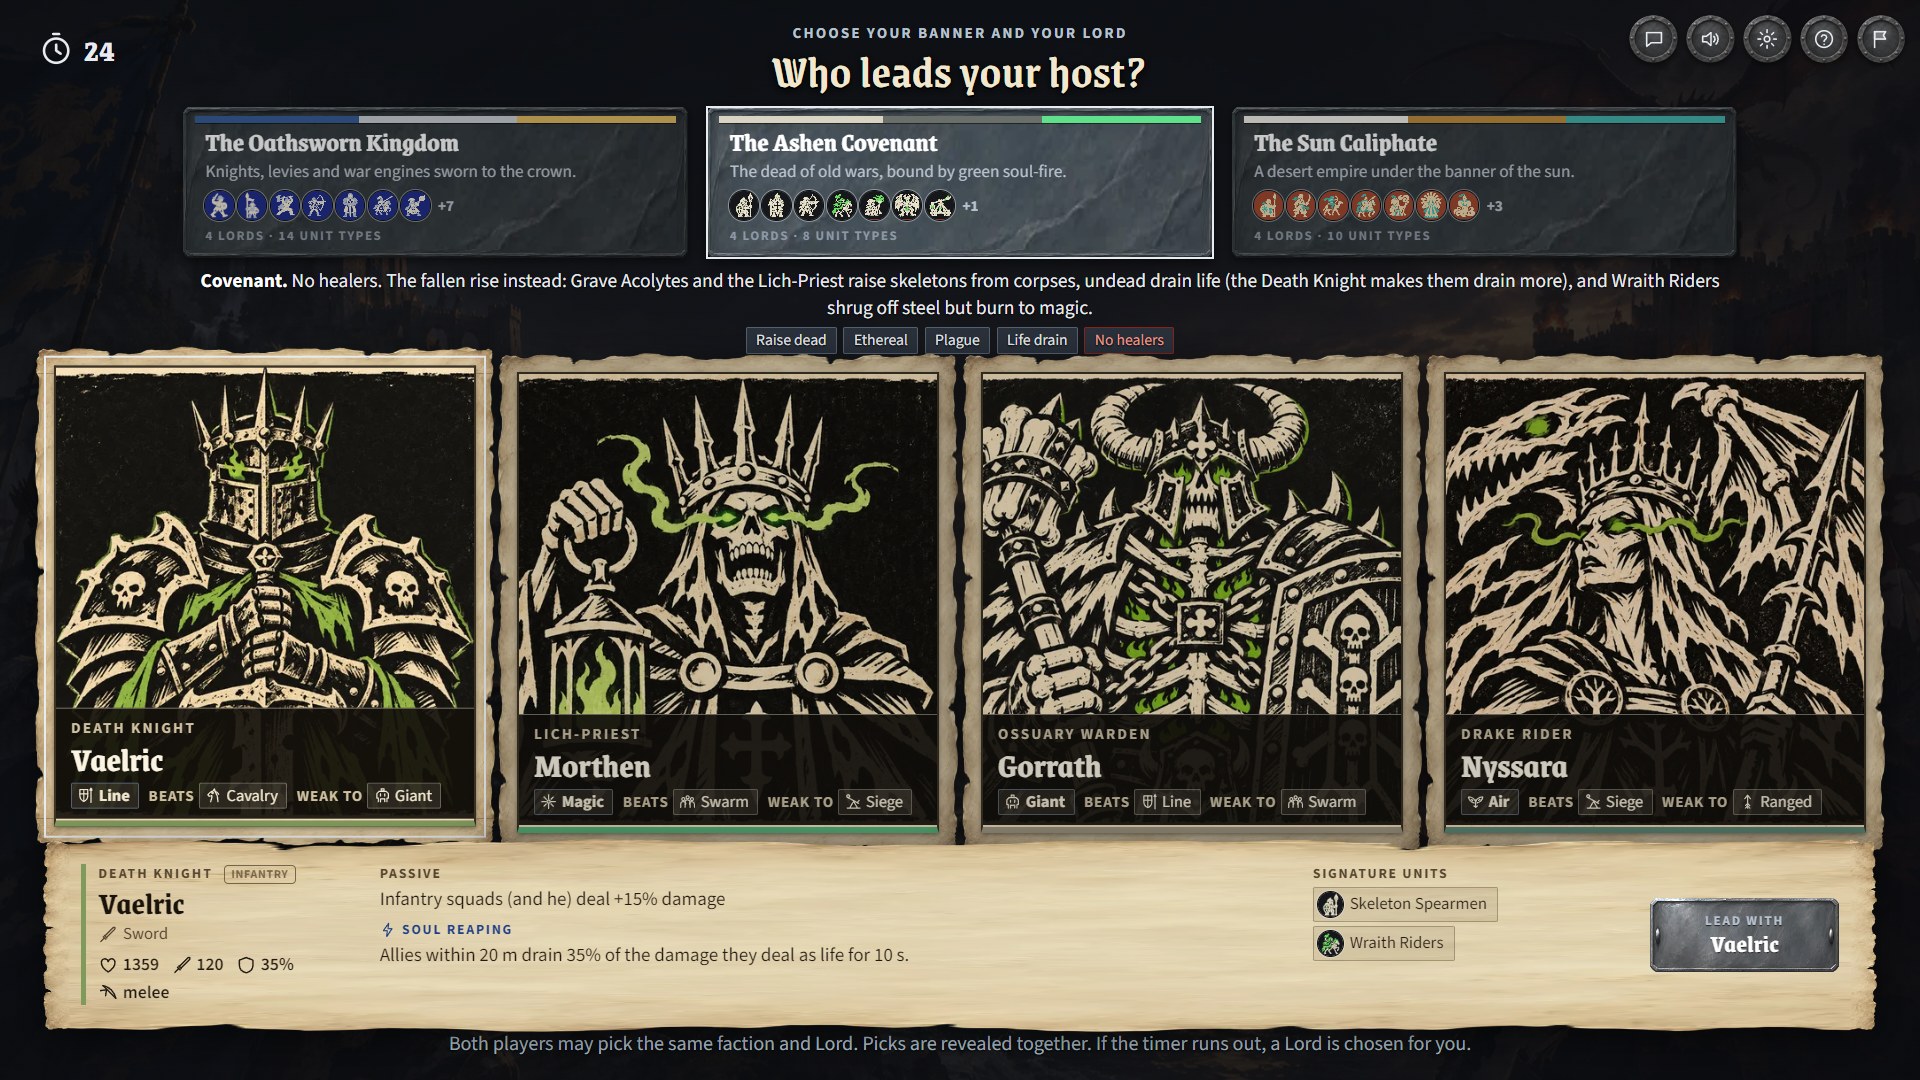 24
CHOOSE YOUR BANNER AND YOUR LORD
Who leads your host?
The Oathsworn Kingdom
Knights, levies and war engines sworn to the crown.
+7
4 LORDS · 14 UNIT TYPES
The Ashen Covenant
The dead of old wars, bound by green soul-fire.
+1
4 LORDS · 8 UNIT TYPES
The Sun Caliphate
A desert empire under the banner of the sun.
+3
4 LORDS · 10 UNIT TYPES
Covenant. No healers. The fallen rise instead: Grave Acolytes and the Lich-Priest raise skeletons from corpses, undead drain life (the Death Knight makes them drain more), and Wraith Riders
shrug off steel but burn to magic.
Raise dead Ethereal Plague Life drain No healers
DEATH KNIGHT
Vaelric
Line BEATS Cavalry WEAK TO Giant
LICH-PRIEST
Morthen
Magic BEATS Swarm WEAK TO Siege
OSSUARY WARDEN
Gorrath
Giant BEATS Line WEAK TO Swarm
DRAKE RIDER
Nyssara
Air BEATS Siege WEAK TO Ranged
DEATH KNIGHT INFANTRY
Vaelric
Sword
1359 120 35%
melee
PASSIVE
Infantry squads (and he) deal +15% damage
SOUL REAPING
Allies within 20 m drain 35% of the damage they deal as life for 10 s.
SIGNATURE UNITS
Skeleton Spearmen
Wraith Riders
LEAD WITH
Vaelric
Both players may pick the same faction and Lord. Picks are revealed together. If the timer runs out, a Lord is chosen for you.